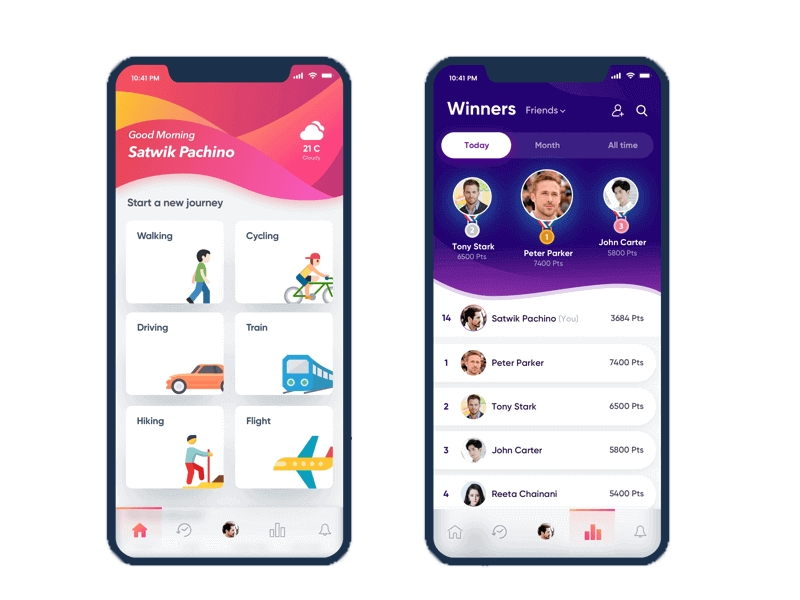 10:41 PM
Good Morning
Satwik Pachino
21 C
Cloudy
Start a new journey
Walking
Cycling
Driving
Train
Hiking
Flight
10:41 PM
Winners Friends
Today Month All time
2
1
3
Tony Stark
6500 Pts
Peter Parker
7400 Pts
John Carter
5800 Pts
14 Satwik Pachino (You) 3684 Pts
1 Peter Parker 7400 Pts
2 Tony Stark 6500 Pts
3 John Carter 5800 Pts
4 Reeta Chainani 5400 Pts